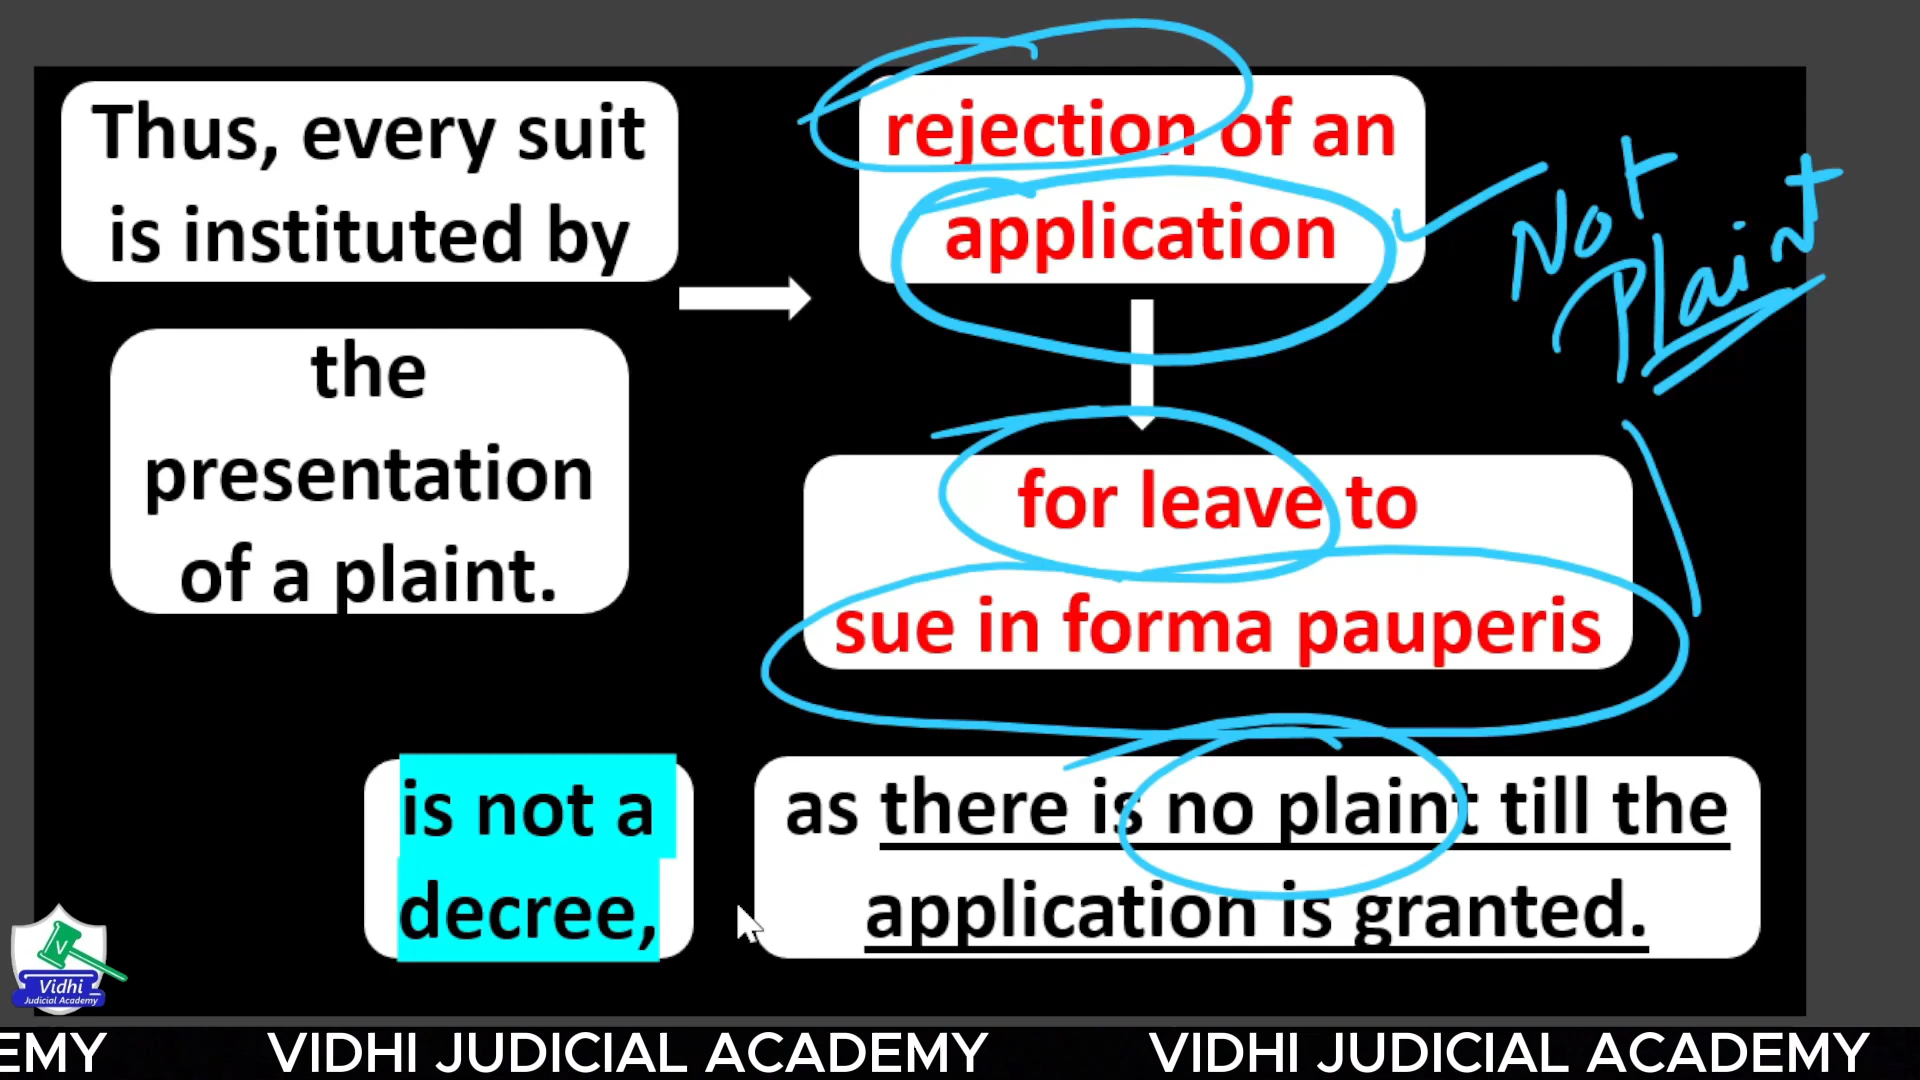 Thus, every suit
is instituted by
the
presentation
of a plaint.
rejection of an
application
Not
Plaint
for leave to
sue in forma pauperis
is not a
decree,
as there is no plaint till the
application is granted.
V
Vidhi
Judicial Academy
EMY VIDHI JUDICIAL ACADEMY VIDHI JUDICIAL ACADEMY